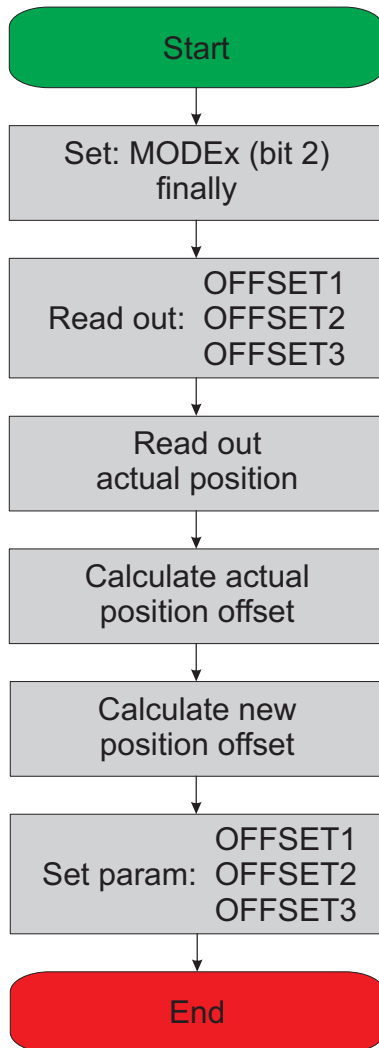 Start
Set: MODEx (bit 2)
finally
OFFSET1
Read out: OFFSET2
OFFSET3
Read out
actual position
Calculate actual
position offset
Calculate new
position offset
OFFSET1
Set param: OFFSET2
OFFSET3
End